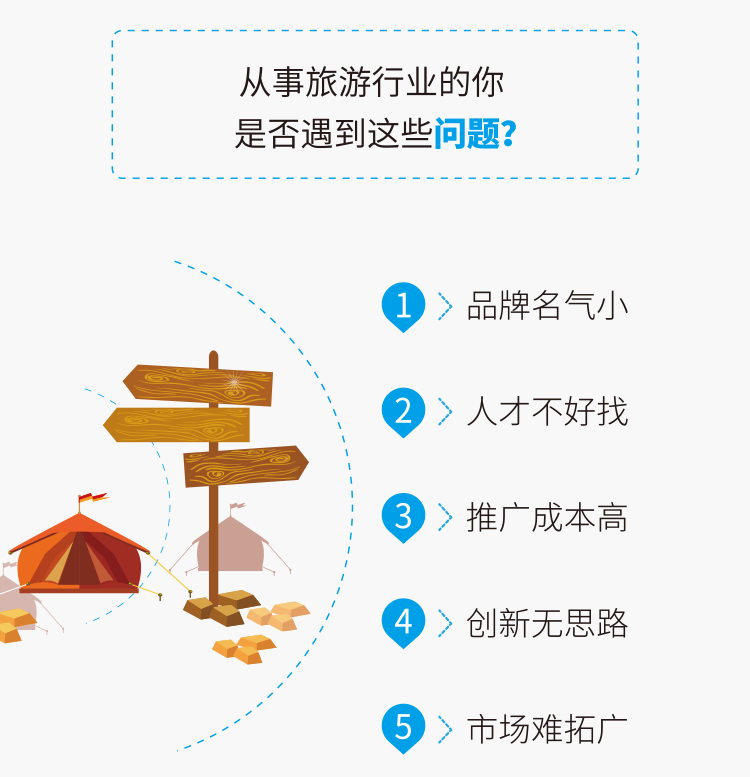 从事旅游行业的你
是否遇到这些问题?
1 品牌名气小
2 人才不好找
3 推广成本高
4 创新无思路
5 市场难拓广